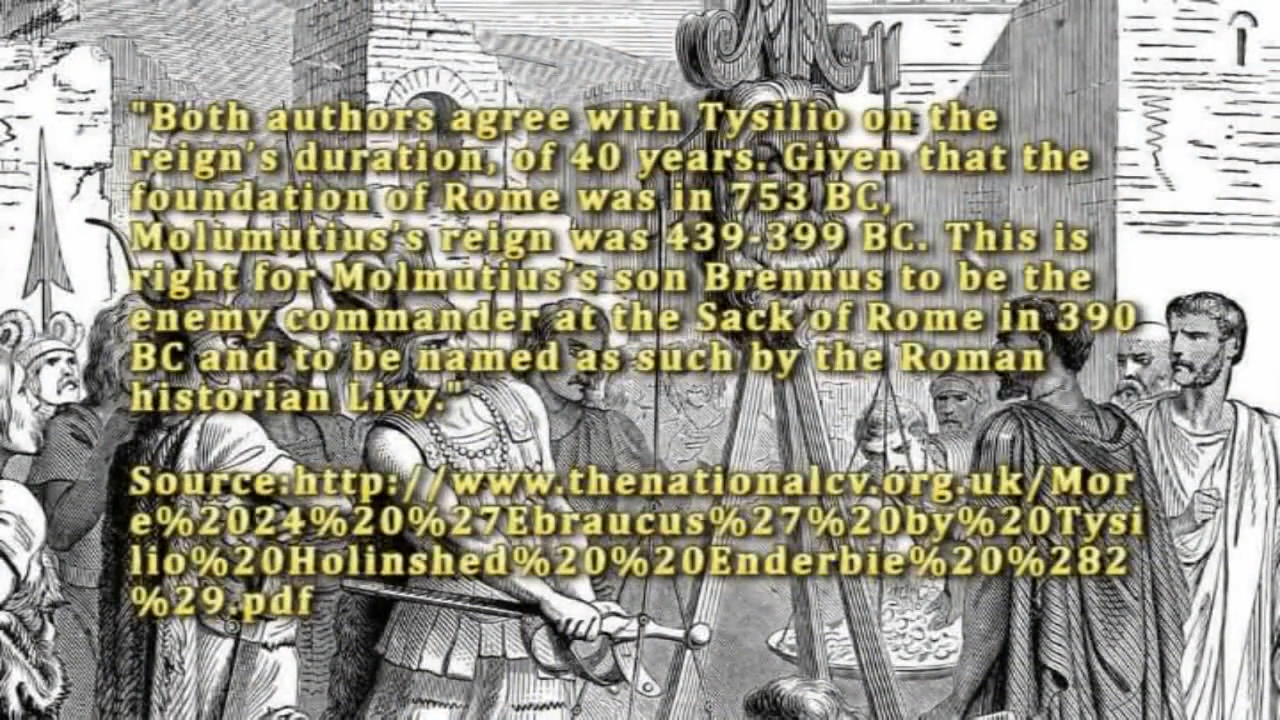 "Both authors agree with Tysilio on the
reign's duration, of 40 years. Given that the
foundation of Rome was in 753 BC,
Molumutius's reign was 439-399 BC. This is
right for Molmutius's son Brennus to be the
enemy commander at the Sack of Rome in 390
BC and to be named as such by the Roman
historian Livy."
Source:http://www.thenationalcv.org.uk/Mor
e%2024%20%27Ebraucus%27%20by%20Tysi
lio%20Holinshed%20%20Enderbie%20%282
%29.pdf